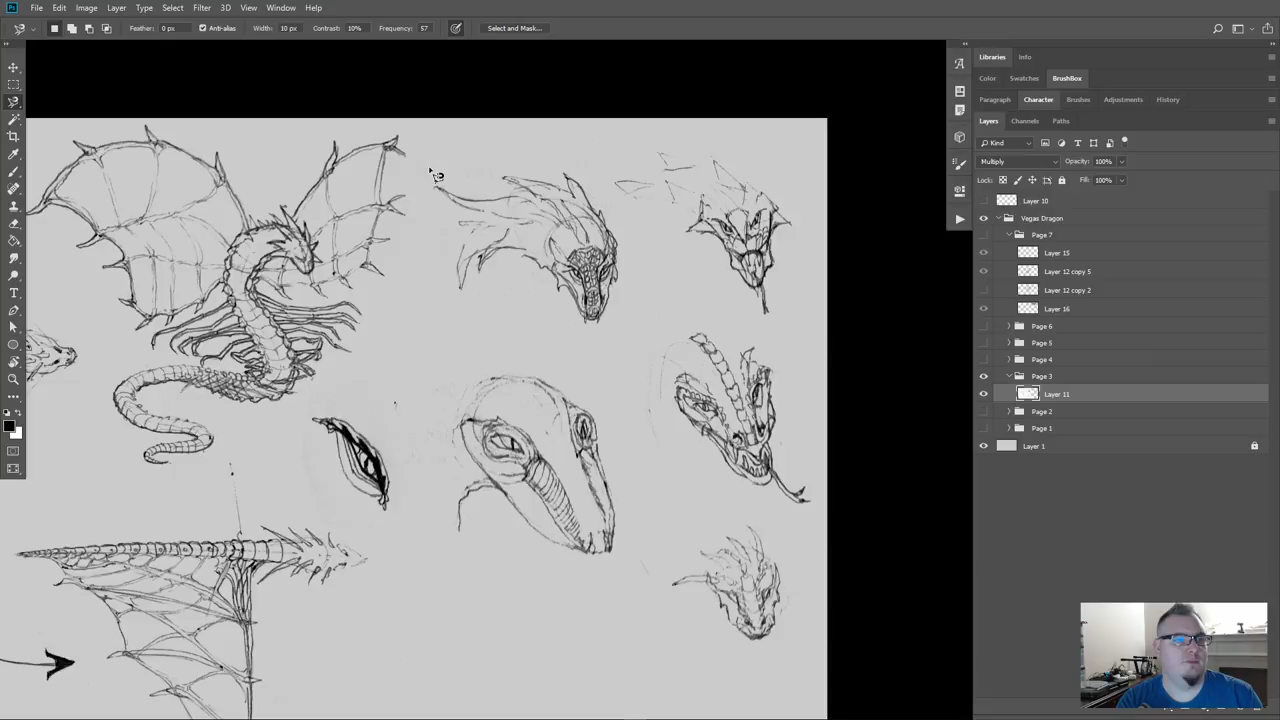 File Edit Image Layer Type Select Filter 3D View Window Help
Feather: 0 px Anti-alias Width: 10 px Contrast: 10% Frequency: 57 Select and Mask...
Libraries Info
Color Swatches BrushBox
Paragraph Character Brushes Adjustments History
Layers Channels Paths
Kind
Multiply Opacity: 100%
Lock: Fill: 100%
Layer 10
Vegas Dragon
Page 7
Layer 15
Layer 12 copy 5
Layer 12 copy 2
Layer 16
Page 6
Page 5
Page 4
Page 3
Layer 11
Page 2
Page 1
Layer 1